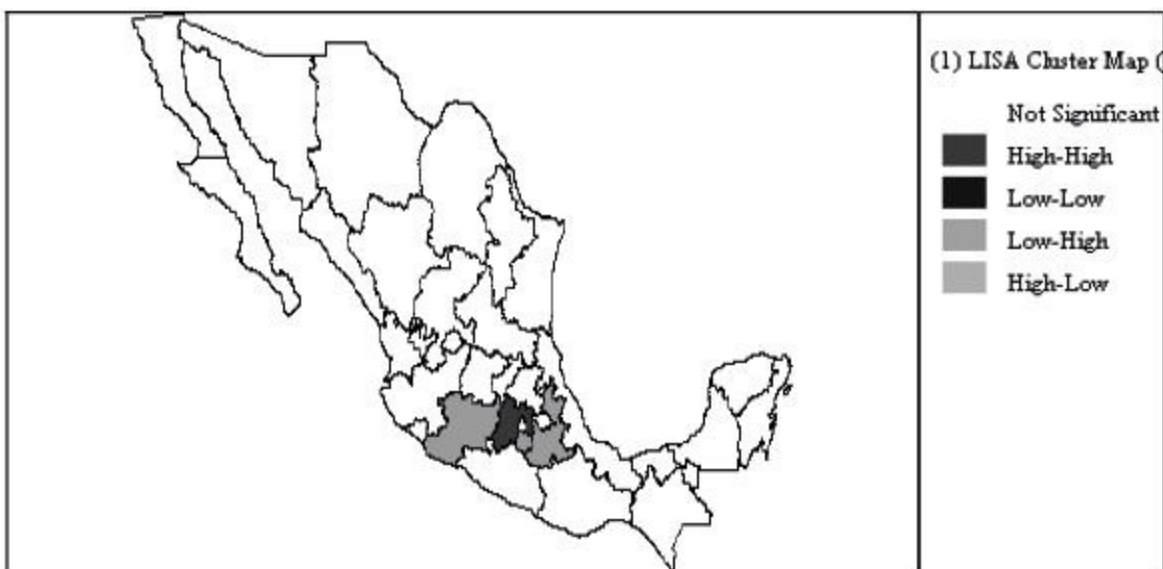 (1) LISA Cluster Map (
Not Significant
High-High
Low-Low
Low-High
High-Low